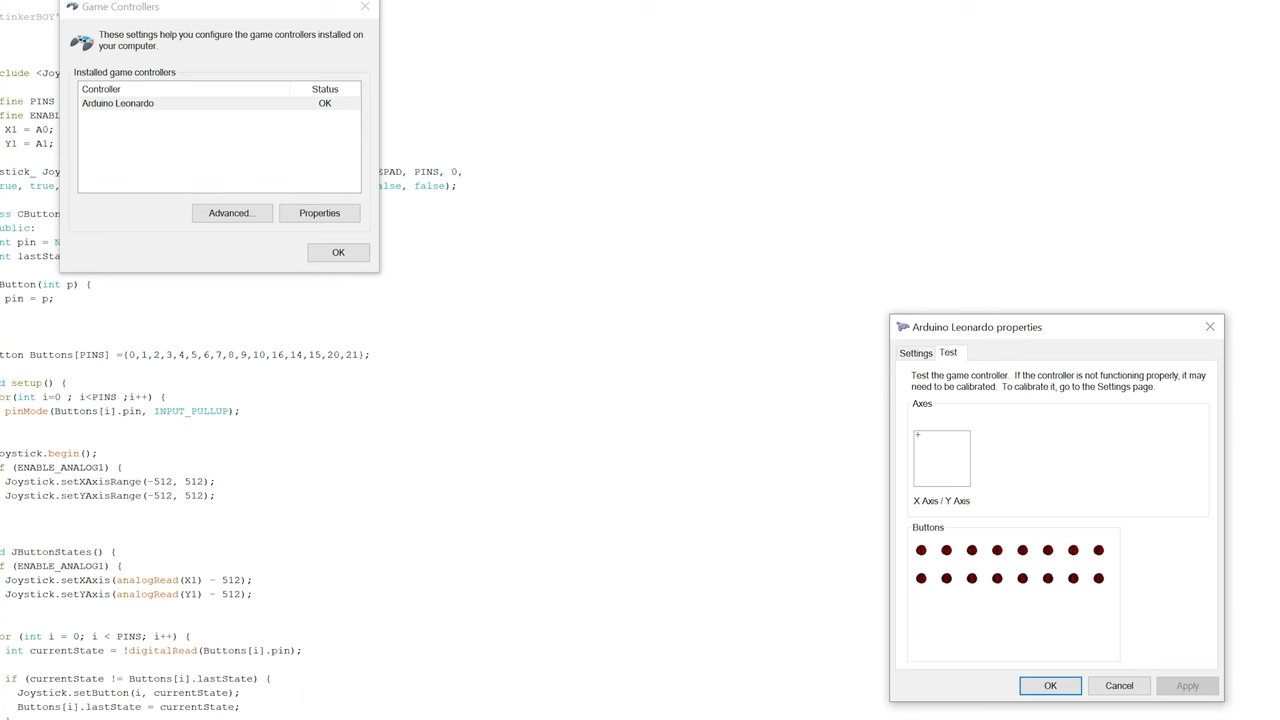 tinkerBOY'
Game Controllers
These settings help you configure the game controllers installed on
your computer.
Installed game controllers
Controller Status
Arduino Leonardo OK
Advanced... Properties
OK
clude <Joy
fine PINS
fine ENABL
X1 = A0;
Y1 = A1;
stick_ Joy EPAD, PINS, 0,
rue, true, alse, false);
ss CButton
ublic:
nt pin = N
nt lastSta
Button(int p) {
pin = p;
tton Buttons[PINS] ={0,1,2,3,4,5,6,7,8,9,10,16,14,15,20,21};
d setup() {
or(int i=0 ; i<PINS ;i++) {
pinMode(Buttons[i].pin, INPUT_PULLUP);
oystick.begin();
f (ENABLE_ANALOG1) {
Joystick.setXAxisRange(-512, 512);
Joystick.setYAxisRange(-512, 512);
d JButtonStates() {
f (ENABLE_ANALOG1) {
Joystick.setXAxis(analogRead(X1) - 512);
Joystick.setYAxis(analogRead(Y1) - 512);
or (int i = 0; i < PINS; i++) {
int currentState = !digitalRead(Buttons[i].pin);
if (currentState != Buttons[i].lastState) {
Joystick.setButton(i, currentState);
Buttons[i].lastState = currentState;
Arduino Leonardo properties
Settings Test
Test the game controller. If the controller is not functioning properly, it may
need to be calibrated. To calibrate it, go to the Settings page.
Axes
X Axis / Y Axis
Buttons
OK Cancel Apply